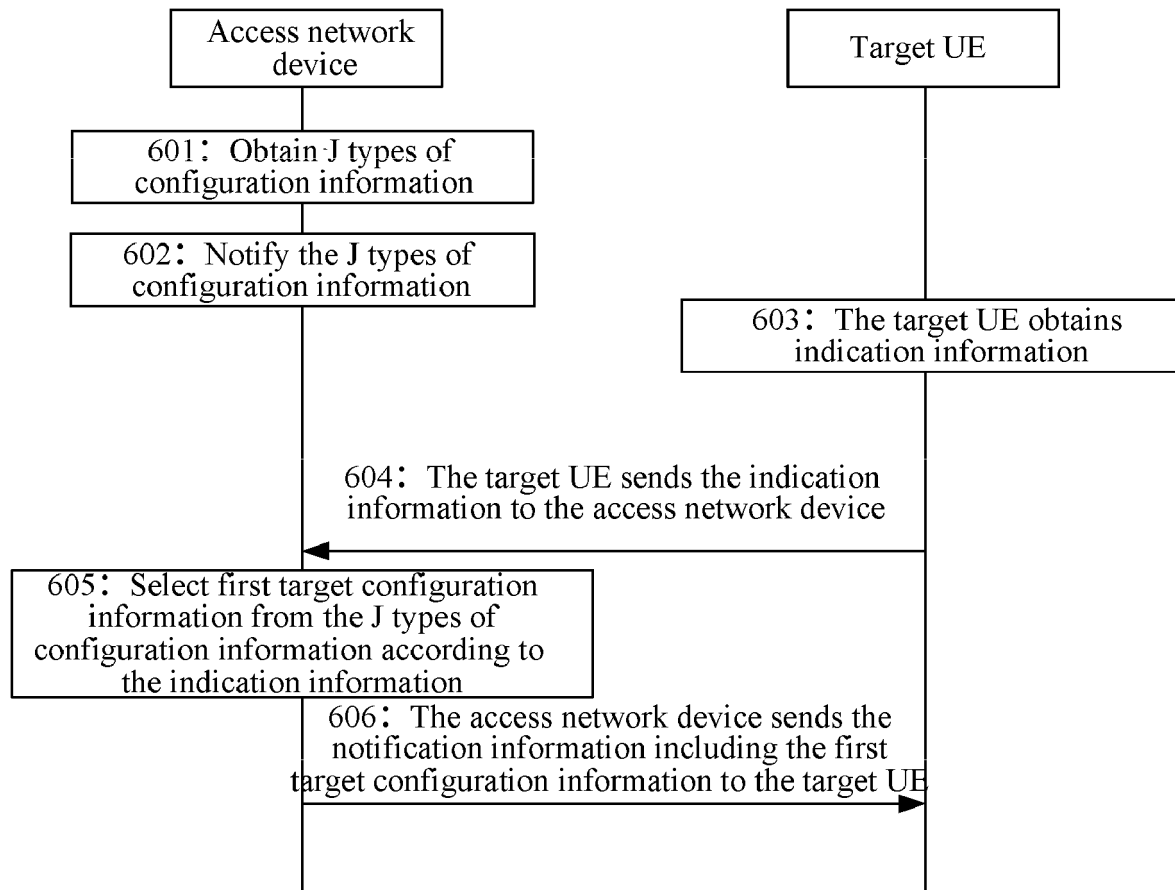 Access network
device
Target UE
601: Obtain J types of
configuration information
602: Notify the J types of
configuration information
603: The target UE obtains
indication information
604: The target UE sends the indication
information to the access network device
605: Select first target configuration
information from the J types of
configuration information according to
the indication information
606: The access network device sends the
notification information including the first
target configuration information to the target UE